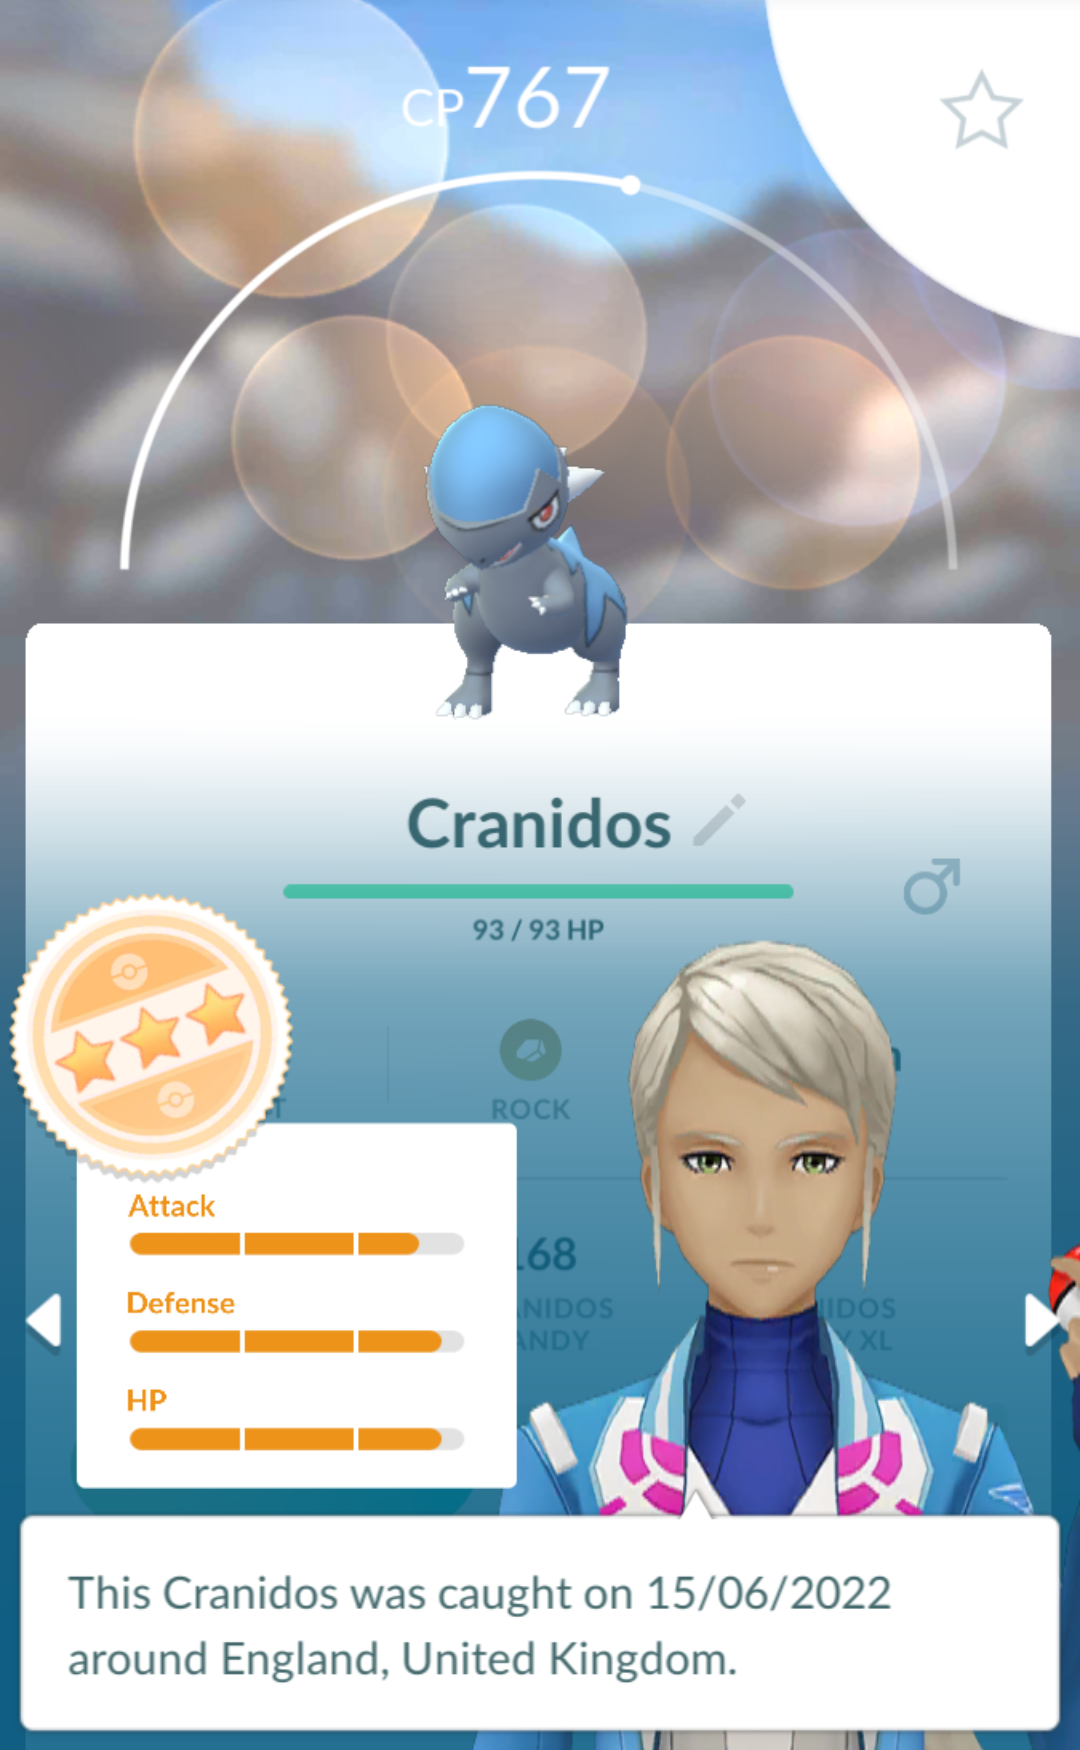 CP767
Cranidos
93 / 93 HP
ROCK
Attack
68
Defense
HP
This Cranidos was caught on 15/06/2022
around England, United Kingdom.